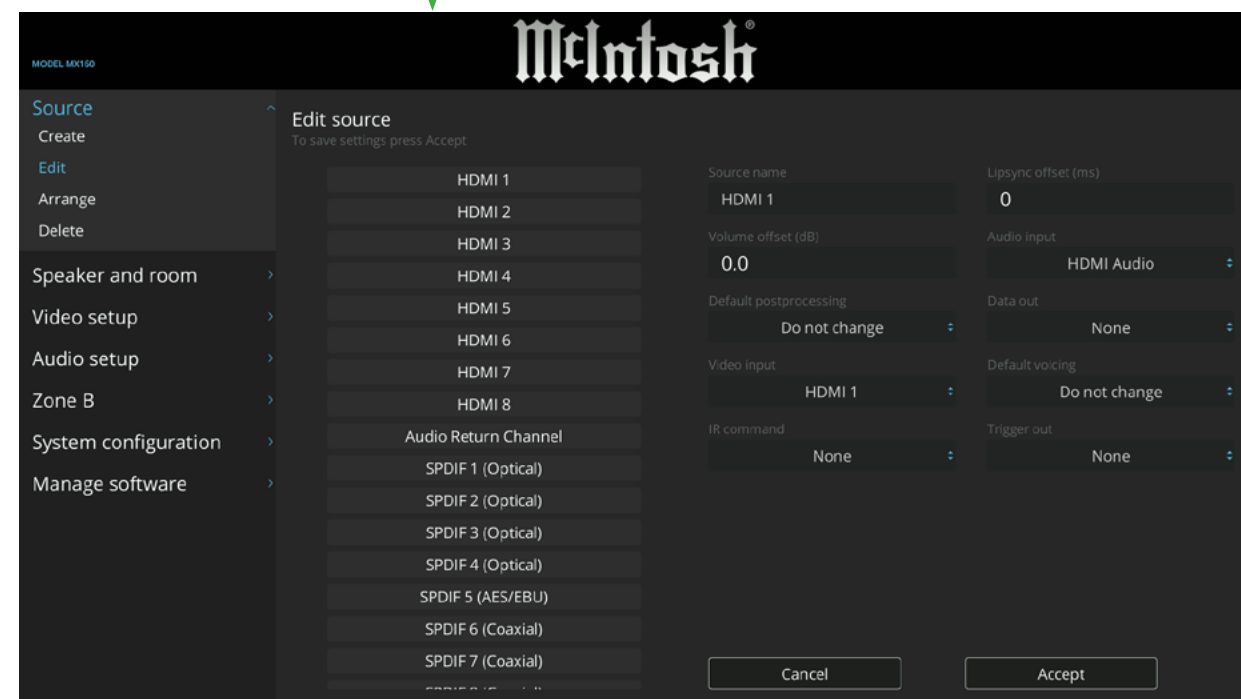 McIntosh®
MODEL MX150
Source
Create
Edit
Arrange
Delete
Speaker and room
Video setup
Audio setup
Zone B
System configuration
Manage software
Edit source
To save settings press Accept
HDMI 1
HDMI 2
HDMI 3
HDMI 4
HDMI 5
HDMI 6
HDMI 7
HDMI 8
Audio Return Channel
SPDIF 1 (Optical)
SPDIF 2 (Optical)
SPDIF 3 (Optical)
SPDIF 4 (Optical)
SPDIF 5 (AES/EBU)
SPDIF 6 (Coaxial)
SPDIF 7 (Coaxial)
Source name
HDMI 1
Lipsync offset (ms)
0
Volume offset (dB)
0.0
Audio input
HDMI Audio
Default postprocessing
Do not change
Data out
None
Video input
HDMI 1
Default voicing
Do not change
IR command
None
Trigger out
None
Cancel
Accept